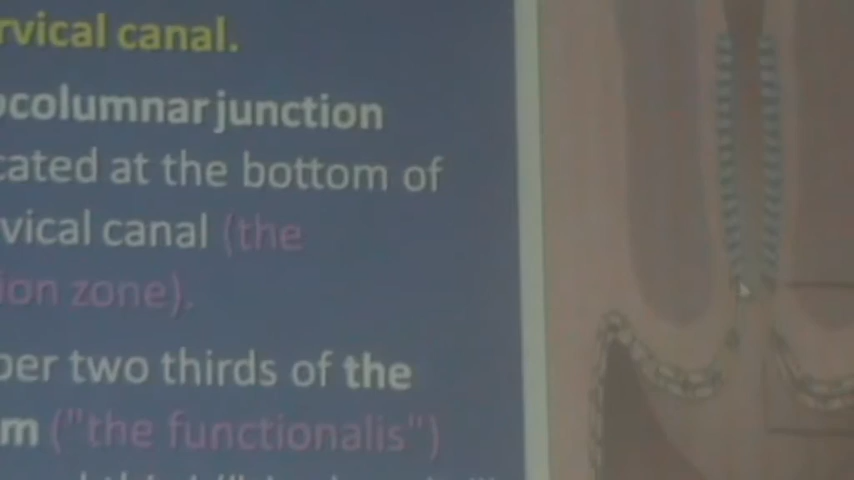 rvical canal.
ocolumnar junction
cated at the bottom of
vical canal (the
ion zone).
per two thirds of the
m ("the functionalis")